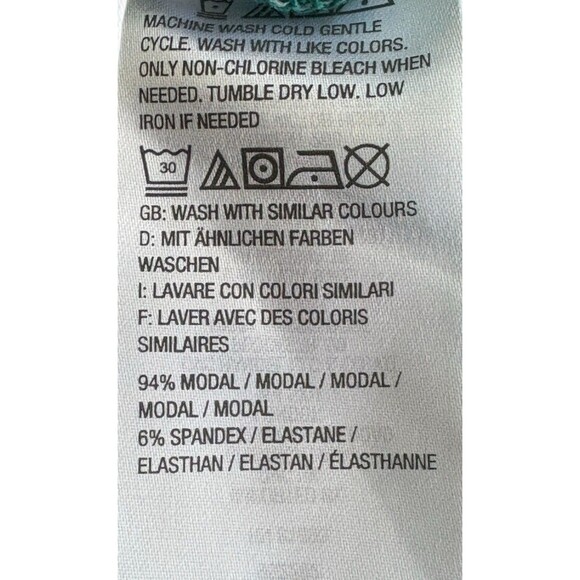 MACHINE WASH COLD GENTLE
CYCLE. WASH WITH LIKE COLORS.
ONLY NON-CHLORINE BLEACH WHEN
NEEDED. TUMBLE DRY LOW. LOW
IRON IF NEEDED
30
GB: WASH WITH SIMILAR COLOURS
D: MIT ÄHNLICHEN FARBEN
WASCHEN
I: LAVARE CON COLORI SIMILARI
F: LAVER AVEC DES COLORIS
SIMILAIRES
94% MODAL / MODAL / MODAL /
MODAL / MODAL
6% SPANDEX / ELASTANE /
ELASTHAN / ELASTAN / ÉLASTHANNE